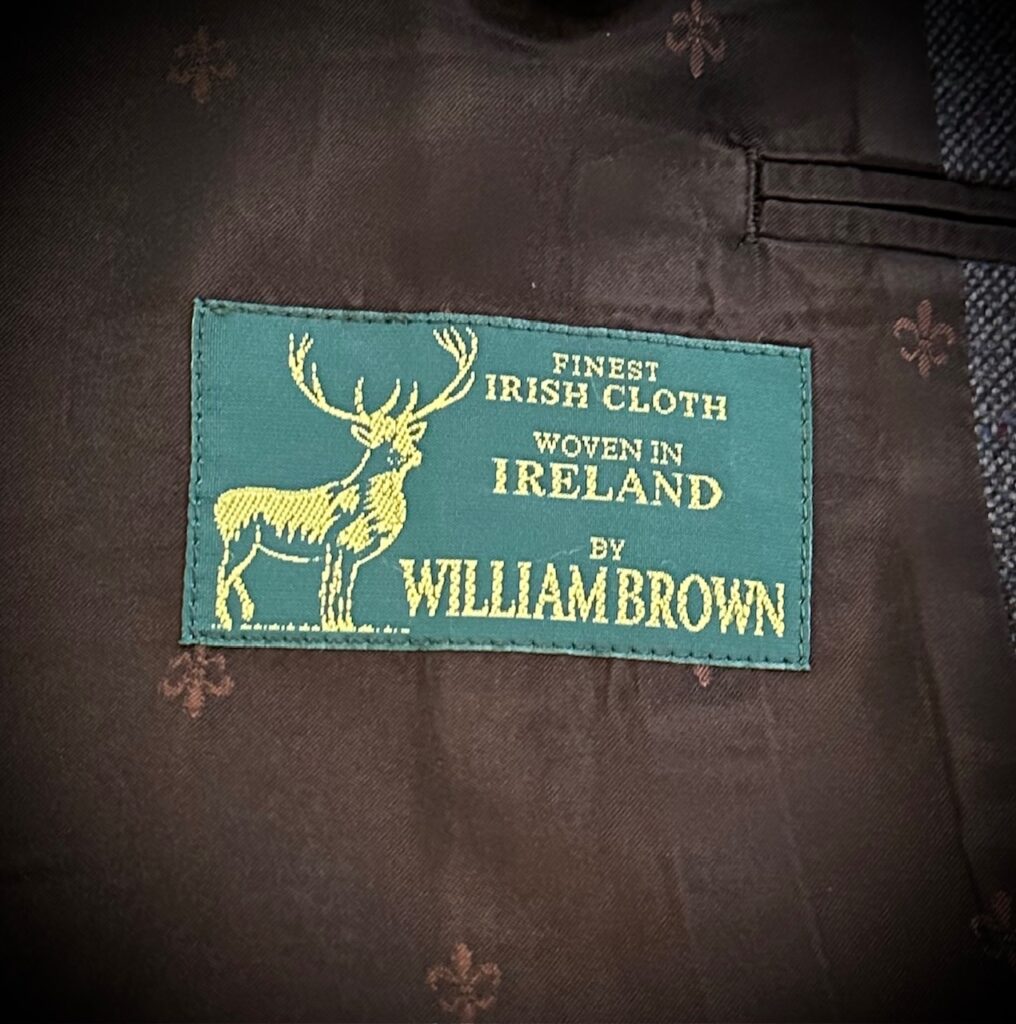 FINEST
IRISH CLOTH
WOVEN IN
IRELAND
BY
WILLIAM BROWN